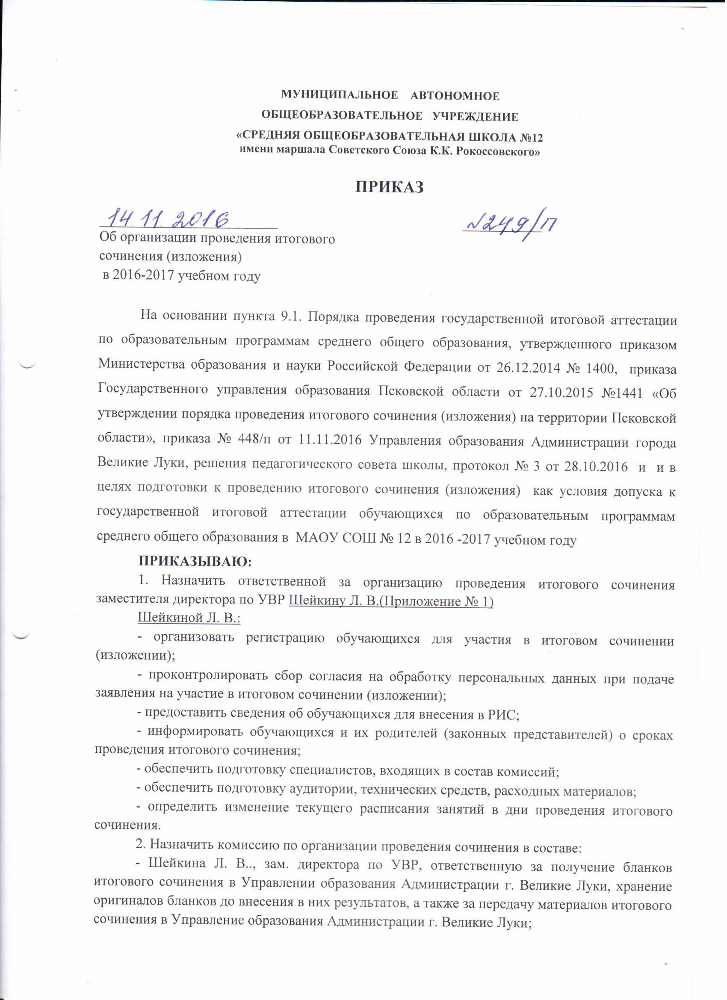 МУНИЦИПАЛЬНОЕ АВТОНОМНОЕ
ОБЩЕОБРАЗОВАТЕЛЬНОЕ УЧРЕЖДЕНИЕ
«СРЕДНЯЯ ОБЩЕОБРАЗОВАТЕЛЬНАЯ ШКОЛА №12
имени маршала Советского Союза К.К. Рокоссовского»
ПРИКАЗ
14.11.2016 №249/п
Об организации проведения итогового
сочинения (изложения)
в 2016-2017 учебном году
На основании пункта 9.1. Порядка проведения государственной итоговой аттестации
по образовательным программам среднего общего образования, утвержденного приказом
Министерства образования и науки Российской Федерации от 26.12.2014 № 1400, приказа
Государственного управления образования Псковской области от 27.10.2015 №1441 «Об
утверждении порядка проведения итогового сочинения (изложения) на территории Псковской
области», приказа № 448/п от 11.11.2016 Управления образования Администрации города
Великие Луки, решения педагогического совета школы, протокол № 3 от 28.10.2016 и и в
целях подготовки к проведению итогового сочинения (изложения) как условия допуска к
государственной итоговой аттестации обучающихся по образовательным программам
среднего общего образования в МАОУ СОШ № 12 в 2016 -2017 учебном году
ПРИКАЗЫВАЮ:
1. Назначить ответственной за организацию проведения итогового сочинения
заместителя директора по УВР Шейкину Л. В.(Приложение № 1)
Шейкиной Л. В.:
- организовать регистрацию обучающихся для участия в итоговом сочинении
(изложении);
- проконтролировать сбор согласия на обработку персональных данных при подаче
заявления на участие в итоговом сочинении (изложении);
- предоставить сведения об обучающихся для внесения в РИС;
- информировать обучающихся и их родителей (законных представителей) о сроках
проведения итогового сочинения;
- обеспечить подготовку специалистов, входящих в состав комиссий;
- обеспечить подготовку аудитории, технических средств, расходных материалов;
- определить изменение текущего расписания занятий в дни проведения итогового
сочинения.
2. Назначить комиссию по организации проведения сочинения в составе:
- Шейкина Л. В.., зам. директора по УВР, ответственную за получение бланков
итогового сочинения в Управлении образования Администрации г. Великие Луки, хранение
оригиналов бланков до внесения в них результатов, а также за передачу материалов итогового
сочинения в Управление образования Администрации г. Великие Луки;